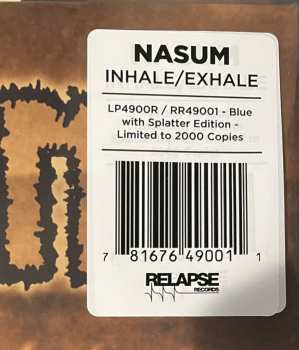 NASUM
INHALE/EXHALE
LP4900R / RR49001 - Blue
with Splatter Edition -
Limited to 2000 Copies
7 81676 49001 1
RELAPSE
RECORDS